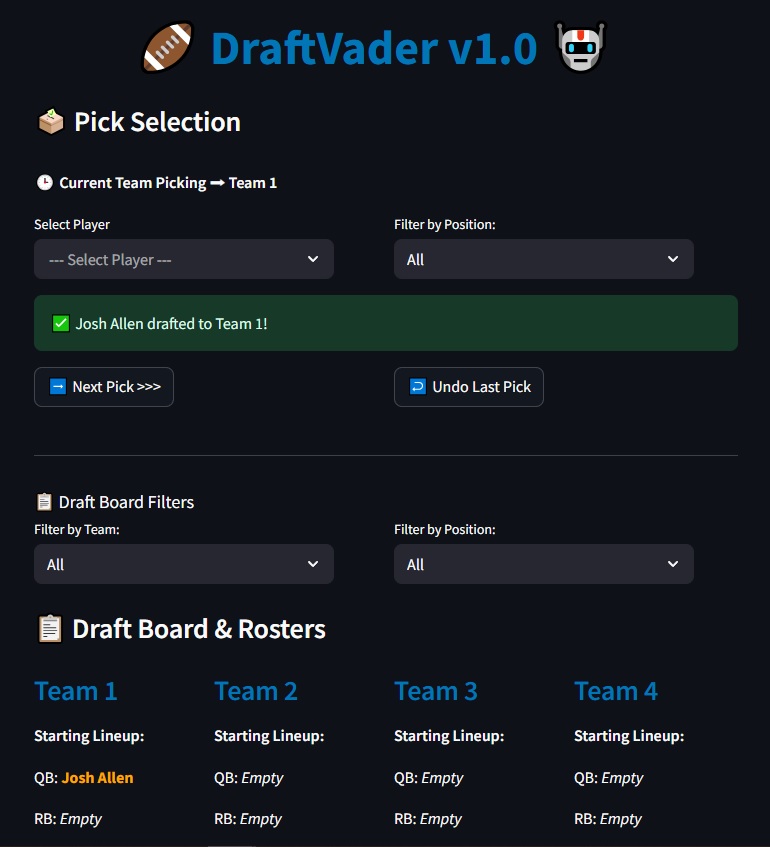 DraftVader v1.0
Pick Selection
Current Team Picking ➡ Team 1
Select Player
Filter by Position:
--- Select Player ---
All
✅ Josh Allen drafted to Team 1!
➡️ Next Pick >>>
↩️ Undo Last Pick
Draft Board Filters
Filter by Team:
Filter by Position:
All
All
Draft Board & Rosters
Team 1
Team 2
Team 3
Team 4
Starting Lineup:
Starting Lineup:
Starting Lineup:
Starting Lineup:
QB: Josh Allen
QB: Empty
QB: Empty
QB: Empty
RB: Empty
RB: Empty
RB: Empty
RB: Empty